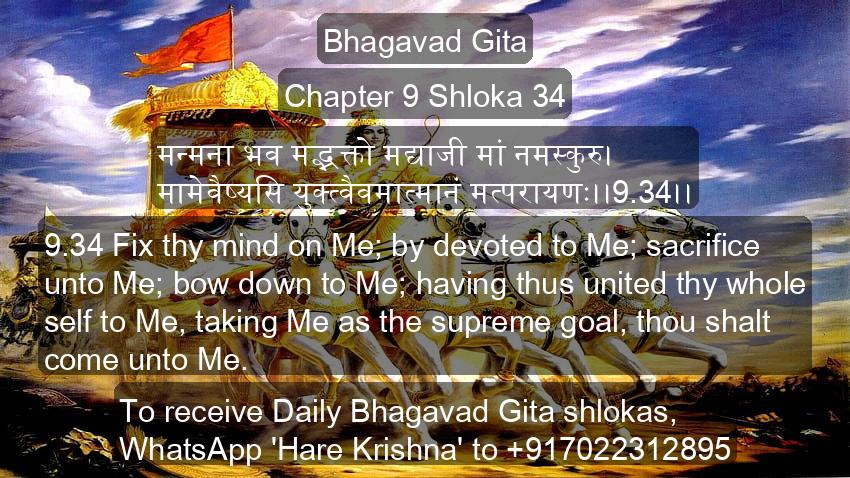 Bhagavad Gita
Chapter 9 Shloka 34
मन्मना भव मद्भक्तो मद्याजी मां नमस्कुरु।
मामेवैष्यसि युक्त्वैवमात्मानं मत्परायणः।।9.34।।
9.34 Fix thy mind on Me; by devoted to Me; sacrifice
unto Me; bow down to Me; having thus united thy whole
self to Me, taking Me as the supreme goal, thou shalt
come unto Me.
To receive Daily Bhagavad Gita shlokas,
WhatsApp 'Hare Krishna' to +917022312895